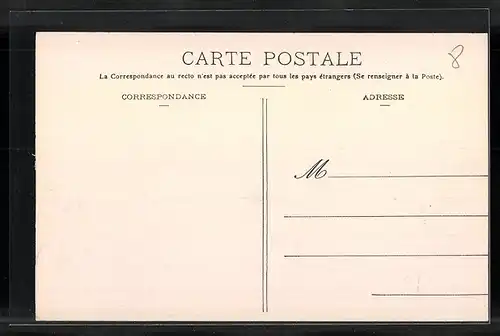 CARTE POSTALE
8
La Correspondance au recto n'est pas acceptée par tous les pays étrangers (Se renseigner à la Poste).
CORRESPONDANCE
ADRESSE
M